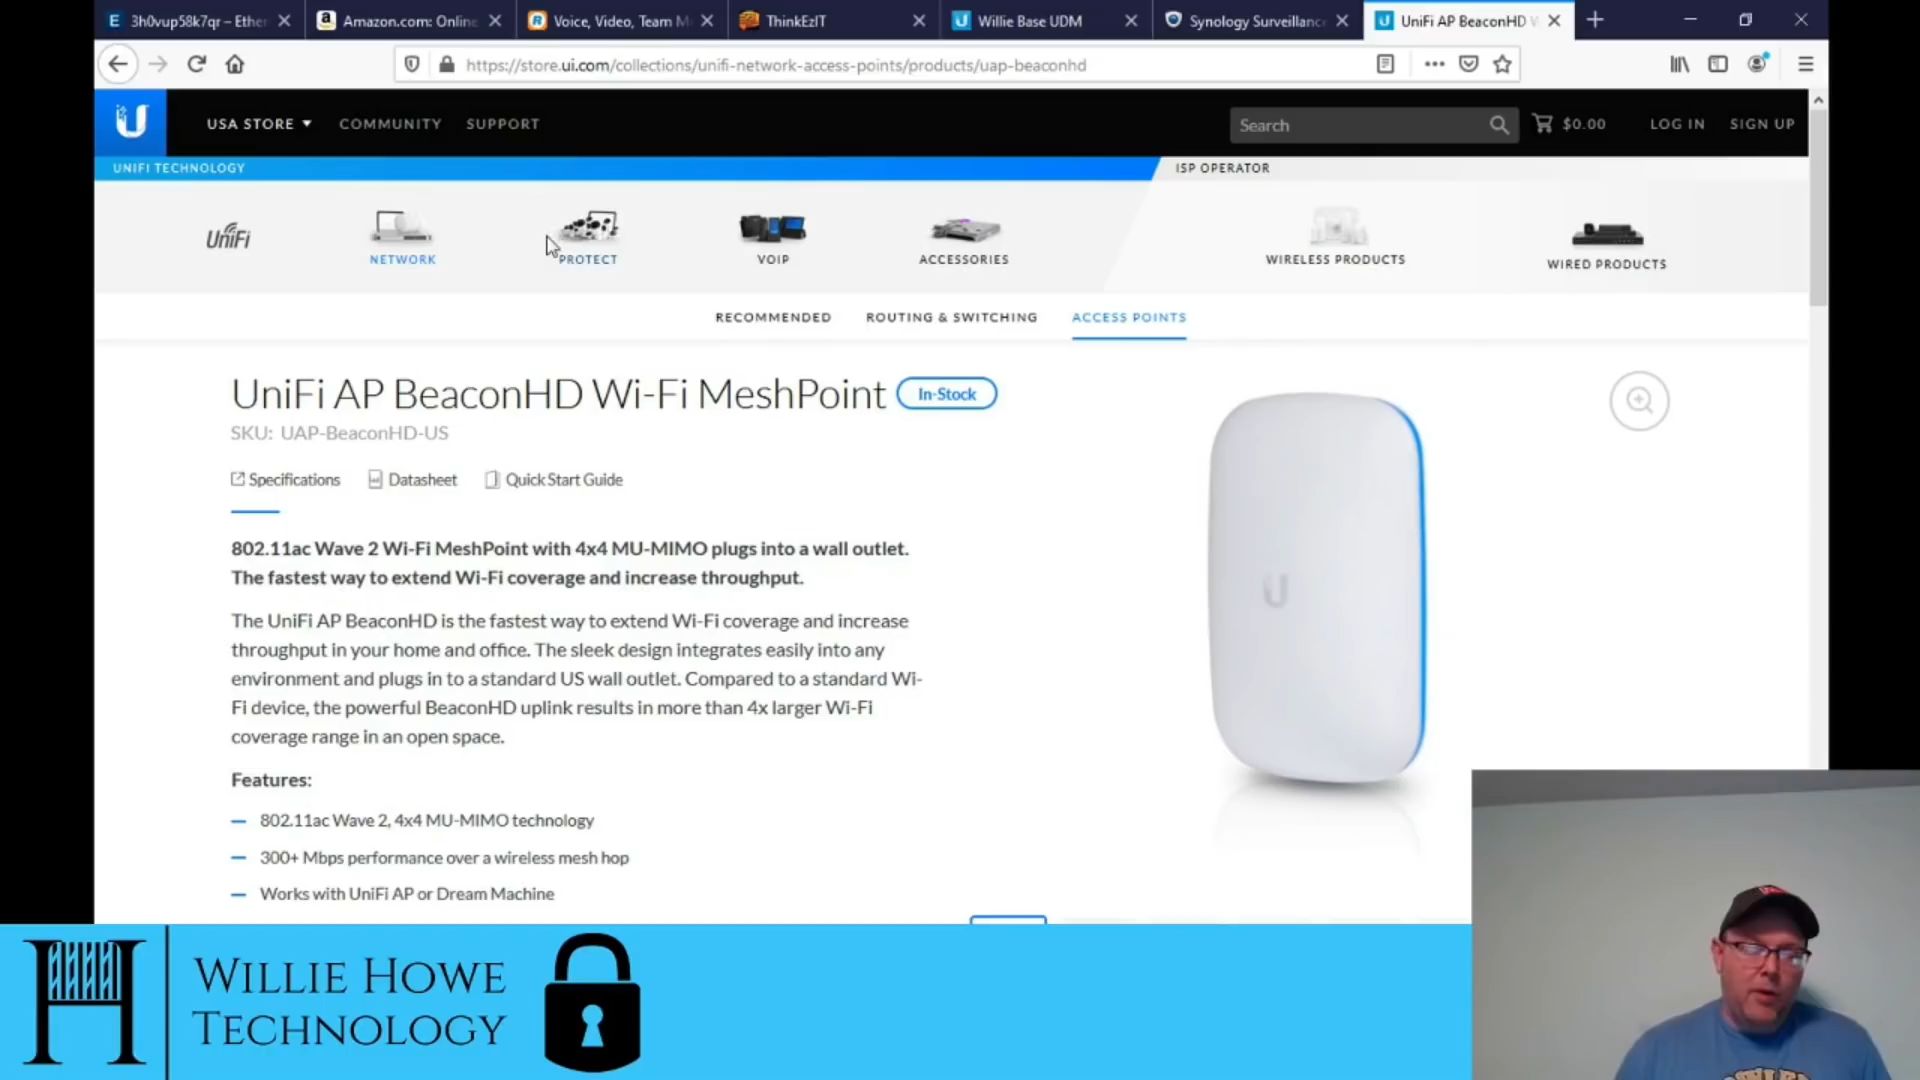 3h0vup58k7qr – Ether
Amazon.com: Online
Voice, Video, Team M
ThinkEzIT
Willie Base UDM
Synology Surveillance
UniFi AP BeaconHD W
https://store.ui.com/collections/unifi-network-access-points/products/uap-beaconhd
USA STORE
COMMUNITY
SUPPORT
Search
$0.00
LOG IN
SIGN UP
UNIFI TECHNOLOGY
ISP OPERATOR
UniFi
NETWORK
PROTECT
VOIP
ACCESSORIES
WIRELESS PRODUCTS
WIRED PRODUCTS
RECOMMENDED
ROUTING & SWITCHING
ACCESS POINTS
UniFi AP BeaconHD Wi-Fi MeshPoint
In-Stock
SKU: UAP-BeaconHD-US
Specifications
Datasheet
Quick Start Guide
802.11ac Wave 2 Wi-Fi MeshPoint with 4x4 MU-MIMO plugs into a wall outlet.
The fastest way to extend Wi-Fi coverage and increase throughput.
The UniFi AP BeaconHD is the fastest way to extend Wi-Fi coverage and increase
throughput in your home and office. The sleek design integrates easily into any
environment and plugs in to a standard US wall outlet. Compared to a standard Wi-
Fi device, the powerful BeaconHD uplink results in more than 4x larger Wi-Fi
coverage range in an open space.
Features:
802.11ac Wave 2, 4x4 MU-MIMO technology
300+ Mbps performance over a wireless mesh hop
Works with UniFi AP or Dream Machine
WILLIE HOWE
TECHNOLOGY